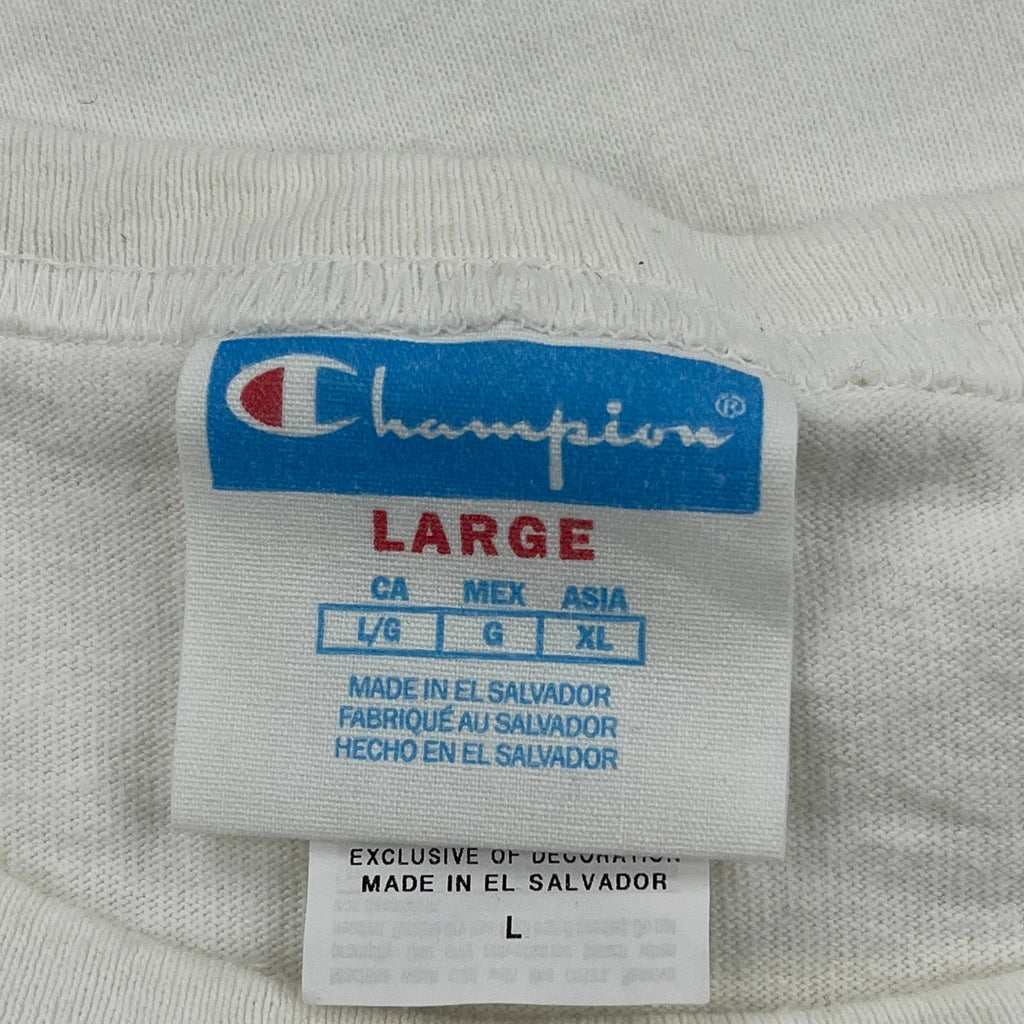 Champion®
LARGE
CA MEX ASIA
L/G G XL
MADE IN EL SALVADOR
FABRIQUÉ AU SALVADOR
HECHO EN EL SALVADOR
EXCLUSIVE OF DECORATION
MADE IN EL SALVADOR
L